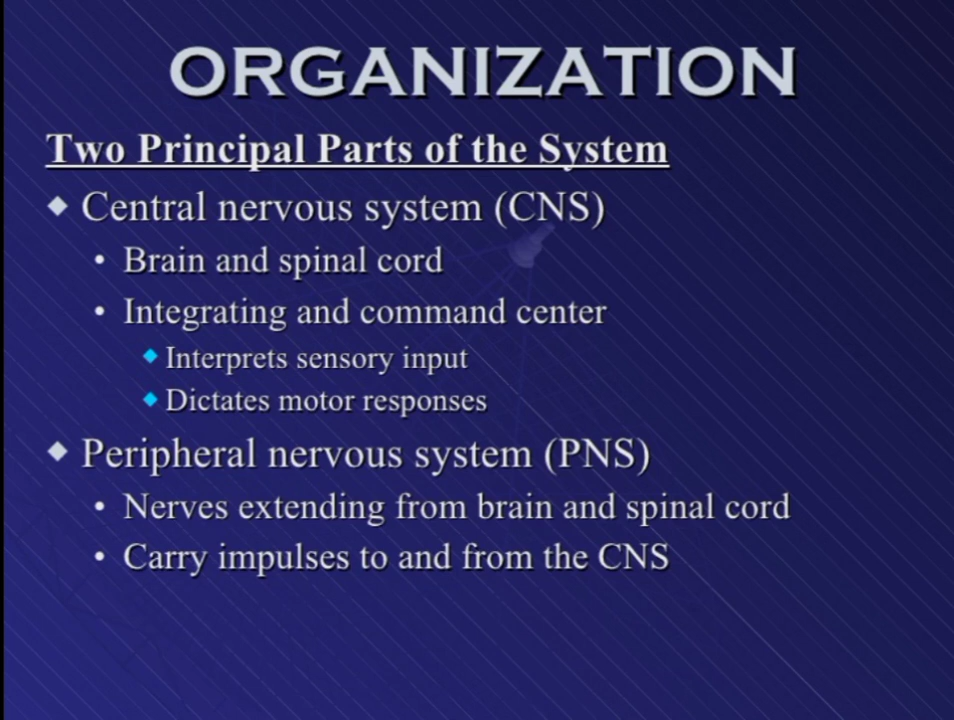 ORGANIZATION
Two Principal Parts of the System
◆ Central nervous system (CNS)
• Brain and spinal cord
• Integrating and command center
◆ Interprets sensory input
◆ Dictates motor responses
◆ Peripheral nervous system (PNS)
• Nerves extending from brain and spinal cord
• Carry impulses to and from the CNS